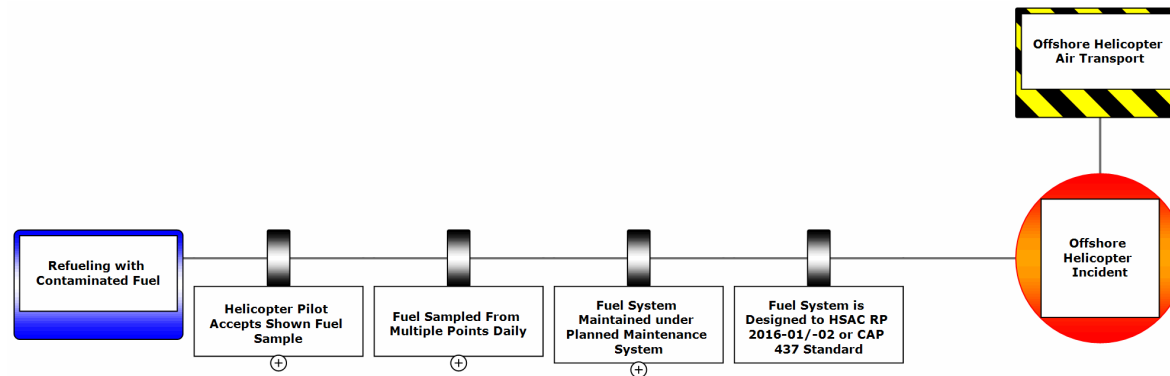 Offshore Helicopter
Air Transport
Refueling with
Contaminated Fuel
Helicopter Pilot
Accepts Shown Fuel
Sample
Fuel Sampled From
Multiple Points Daily
Fuel System
Maintained under
Planned Maintenance
System
Fuel System is
Designed to HSAC RP
2016-01/-02 or CAP
437 Standard
Offshore
Helicopter
Incident